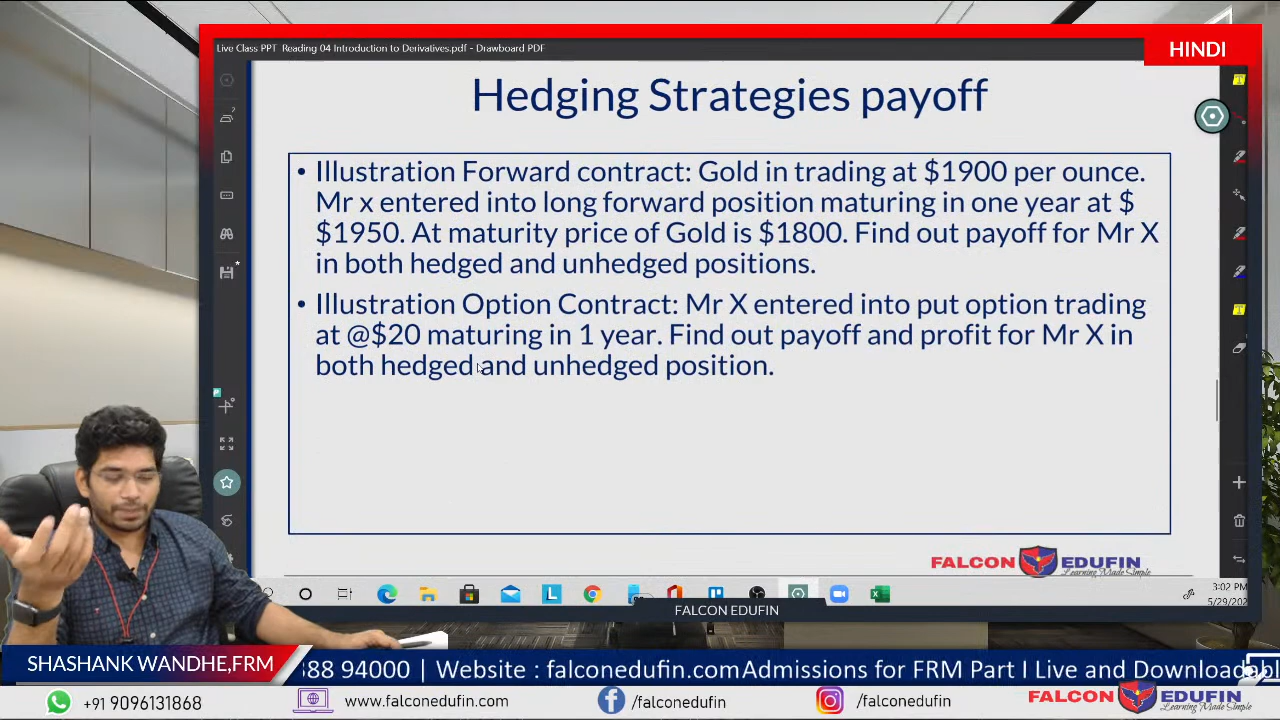 Live Class PPT Reading 04 Introduction to Derivatives.pdf - Drawboard PDF
HINDI
Hedging Strategies payoff
• Illustration Forward contract: Gold in trading at $1900 per ounce.
Mr x entered into long forward position maturing in one year at $
$1950. At maturity price of Gold is $1800. Find out payoff for Mr X
in both hedged and unhedged positions.
• Illustration Option Contract: Mr X entered into put option trading
at @$20 maturing in 1 year. Find out payoff and profit for Mr X in
both hedged and unhedged position.
FALCON EDUFIN
Learning Made Simple
3:02 PM
FALCON EDUFIN
SHASHANK WANDHE,FRM
388 94000 | Website : falconedufin.comAdmissions for FRM Part I Live and Downloadabl
+91 9096131868
www.falconedufin.com
/falconedufin
/falconedufin
FALCON EDUFIN
Learning Made Simple